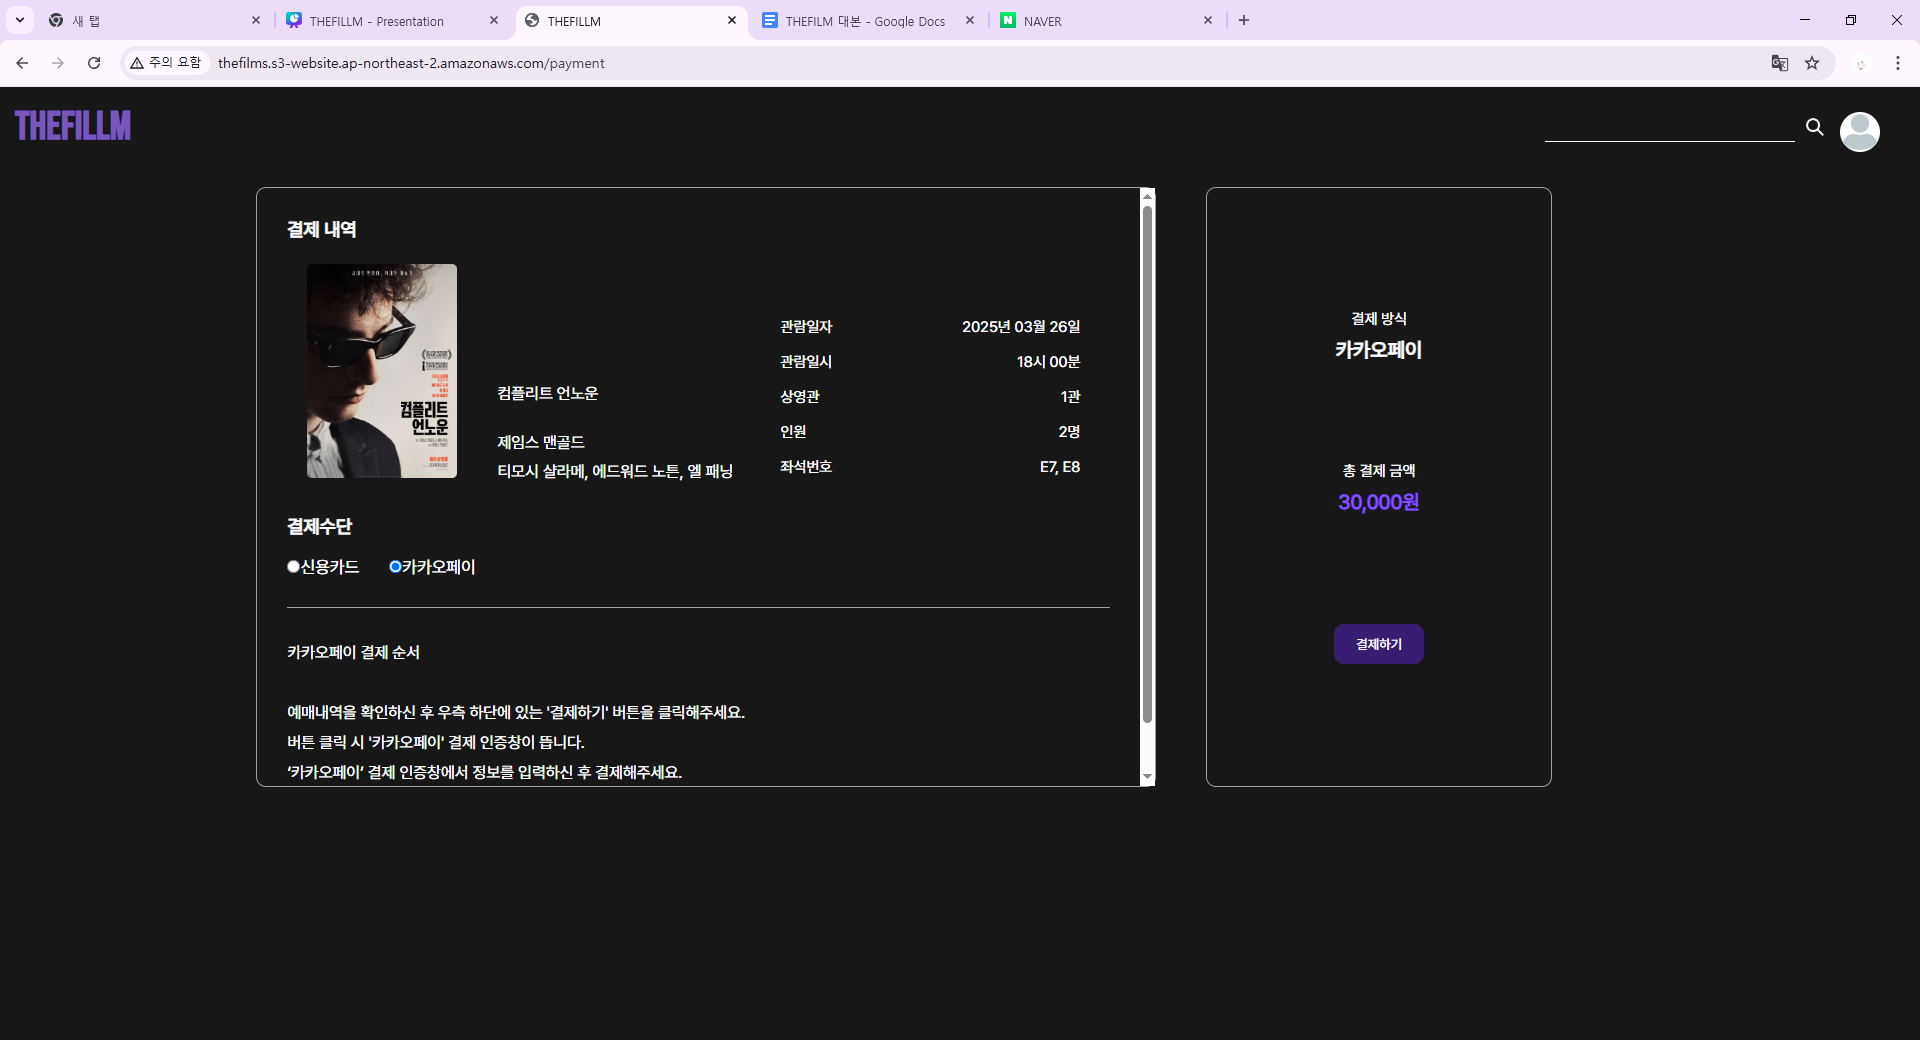 새 탭
THEFILLM - Presentation
THEFILLM
THEFILM 대본 - Google Docs
NAVER
주의 요함
thefilms.s3-website.ap-northeast-2.amazonaws.com/payment
THEFILLM
결제 내역
컴플리트
언노운
컴플리트 언노운
제임스 맨골드
티모시 샬라메, 에드워드 노튼, 엘 패닝
관람일자 2025년 03월 26일
관람일시 18시 00분
상영관 1관
인원 2명
좌석번호 E7, E8
결제수단
신용카드 카카오페이
카카오페이 결제 순서
예매내역을 확인하신 후 우측 하단에 있는 '결제하기' 버튼을 클릭해주세요.
버튼 클릭 시 '카카오페이' 결제 인증창이 뜹니다.
‘카카오페이’ 결제 인증창에서 정보를 입력하신 후 결제해주세요.
결제 방식
카카오페이
총 결제 금액
30,000원
결제하기